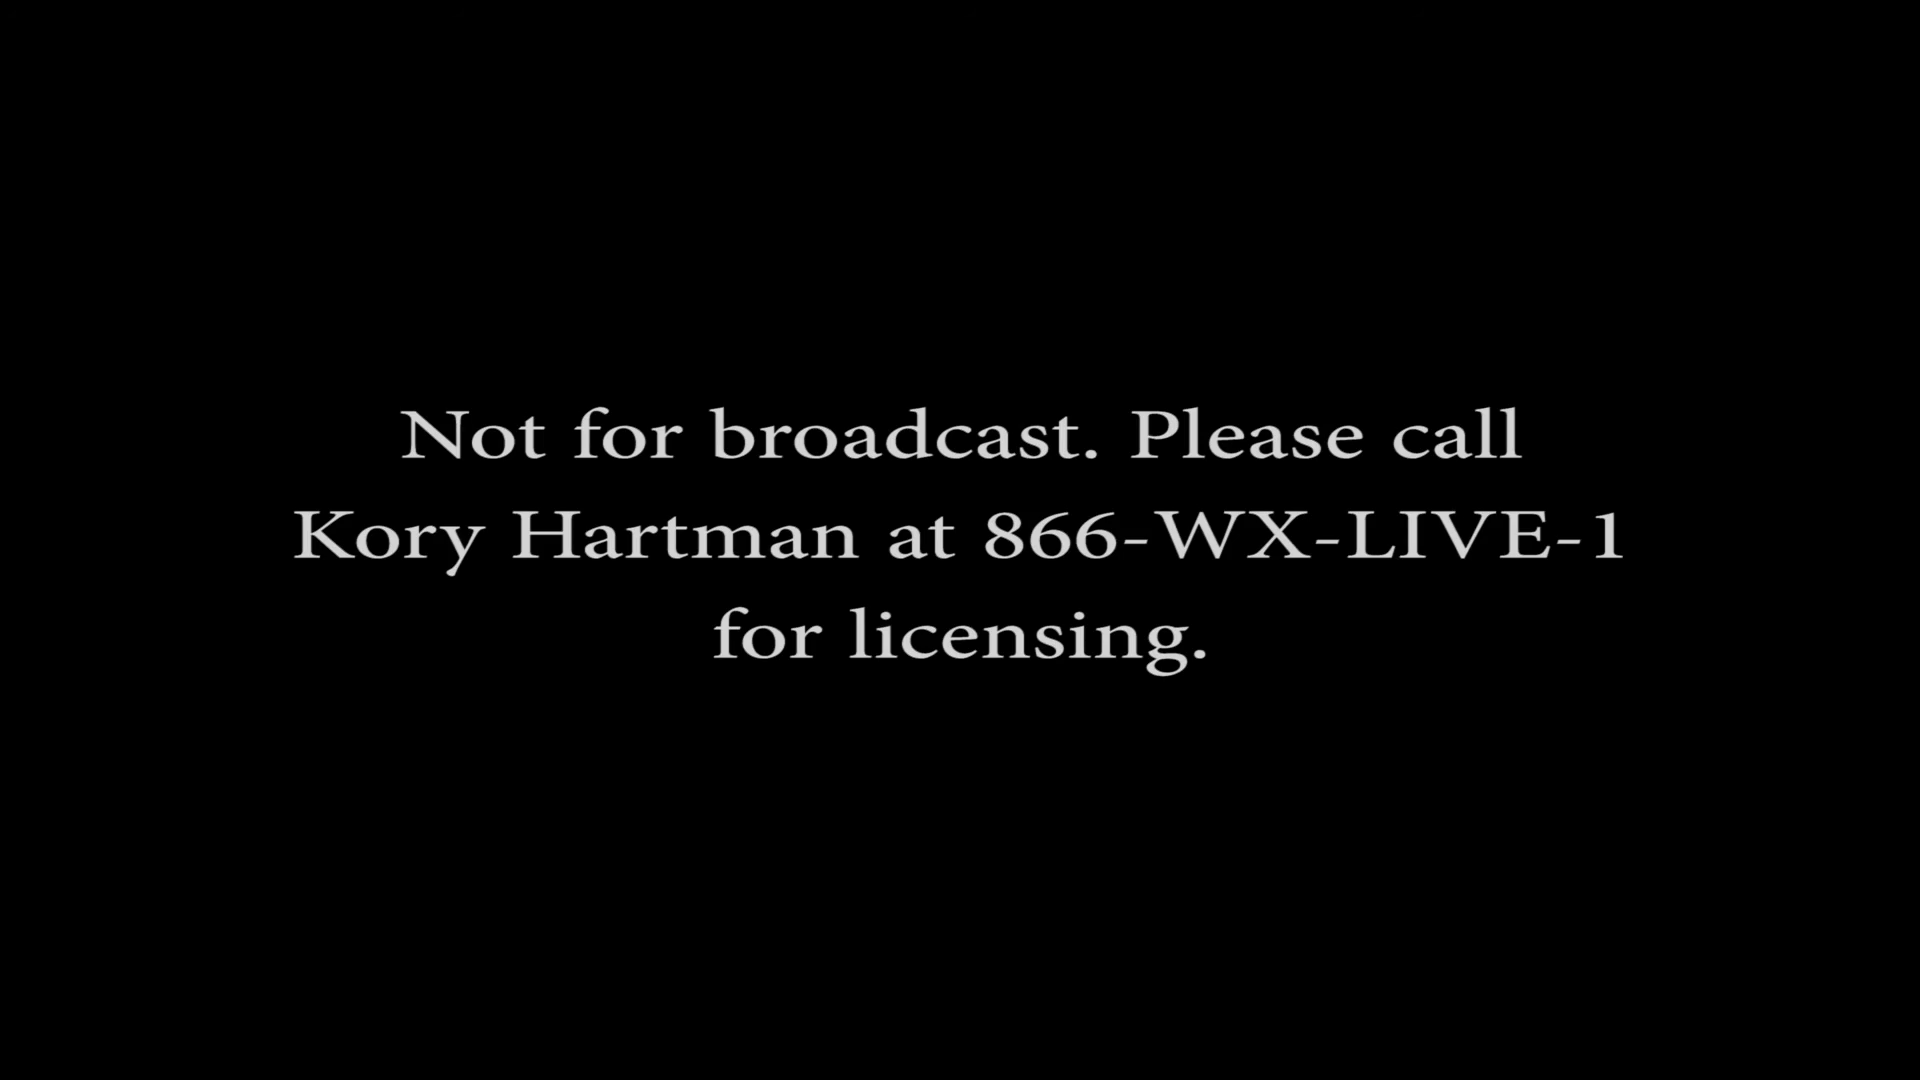 Not for broadcast. Please call
Kory Hartman at 866-WX-LIVE-1
for licensing.